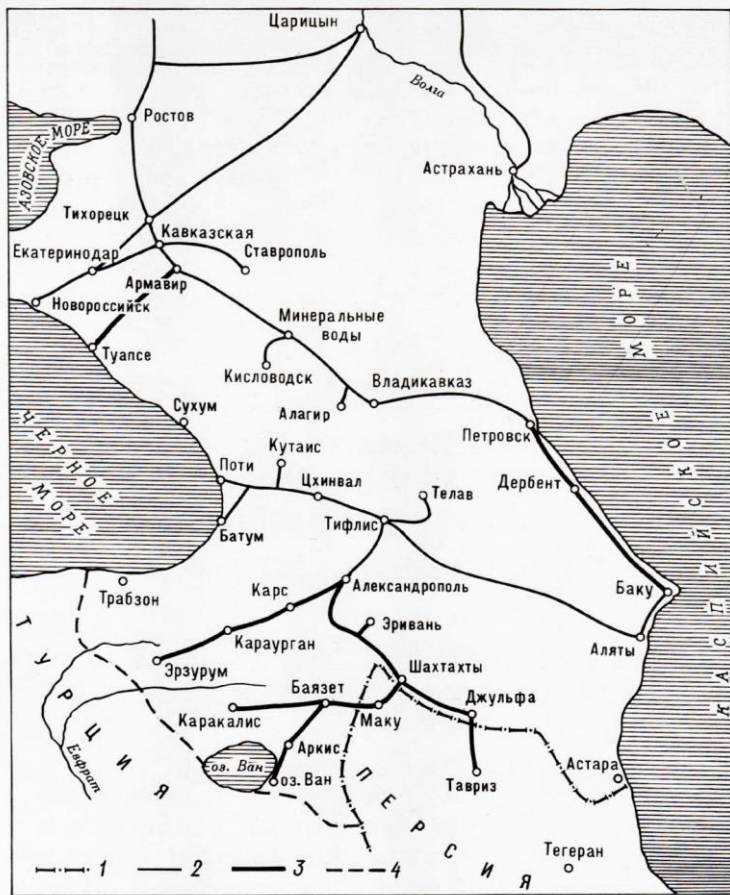 Царицын
Волга
Ростов
АЗОВСКОЕ МОРЕ
Астрахань
Тихорецк
Кавказская
Екатеринодар
Ставрополь
Армавир
Новороссийск
Минеральные
воды
Туапсе
Кисловодск
Владикавказ
Сухум
Алагир
Петровск
КАСПИЙСКОЕ МОРЕ
ЧЕРНОЕ
МОРЕ
Кутаис
Поти
Цхинвал
Телав
Дербент
Батум
Тифлис
Трабзон
Карс
Александрополь
Баку
ТУРЦИЯ
Караурган
Эривань
Аляты
Эрзурум
Шахтахты
Баязет
Джульфа
Каракалис
Маку
Евфрат
Аркис
оз. Ван
оз. Ван
Тавриз
Астара
ПЕРСИЯ
Тегеран
1 2 3 4